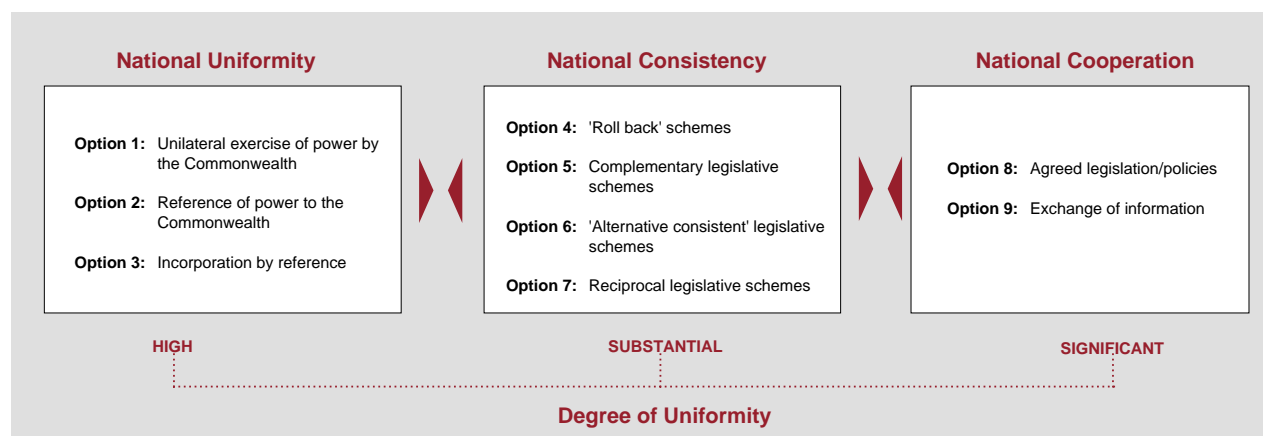 National Uniformity
Option 1: Unilateral exercise of power by
the Commonwealth
Option 2: Reference of power to the
Commonwealth
Option 3: Incorporation by reference
HIGH
National Consistency
Option 4: 'Roll back' schemes
Option 5: Complementary legislative
schemes
Option 6: 'Alternative consistent' legislative
schemes
Option 7: Reciprocal legislative schemes
SUBSTANTIAL
National Cooperation
Option 8: Agreed legislation/policies
Option 9: Exchange of information
SIGNIFICANT
Degree of Uniformity